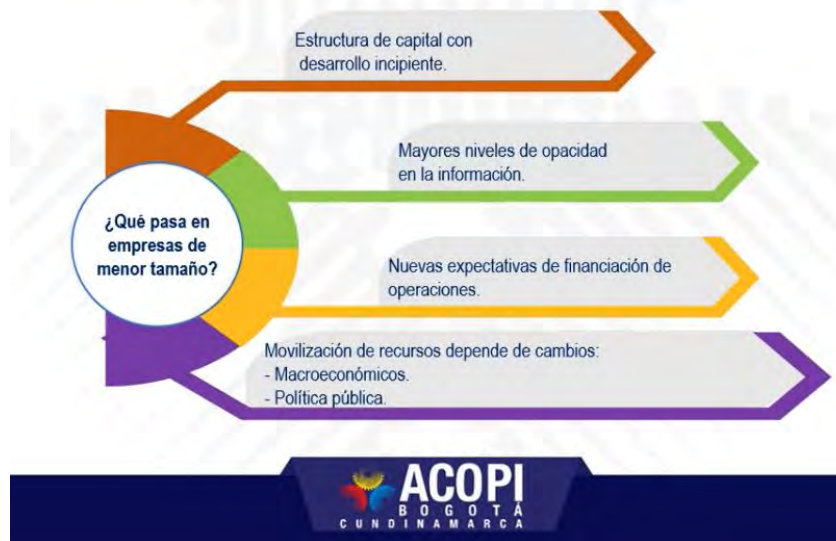 Estructura de capital con
desarrollo incipiente.
Mayores niveles de opacidad
en la información.
¿Qué pasa en
empresas de
menor tamaño?
Nuevas expectativas de financiación de
operaciones.
Movilización de recursos depende de cambios:
- Macroeconómicos.
- Política pública.
ACOPI
BOGOTÁ
CUNDINAMARCA